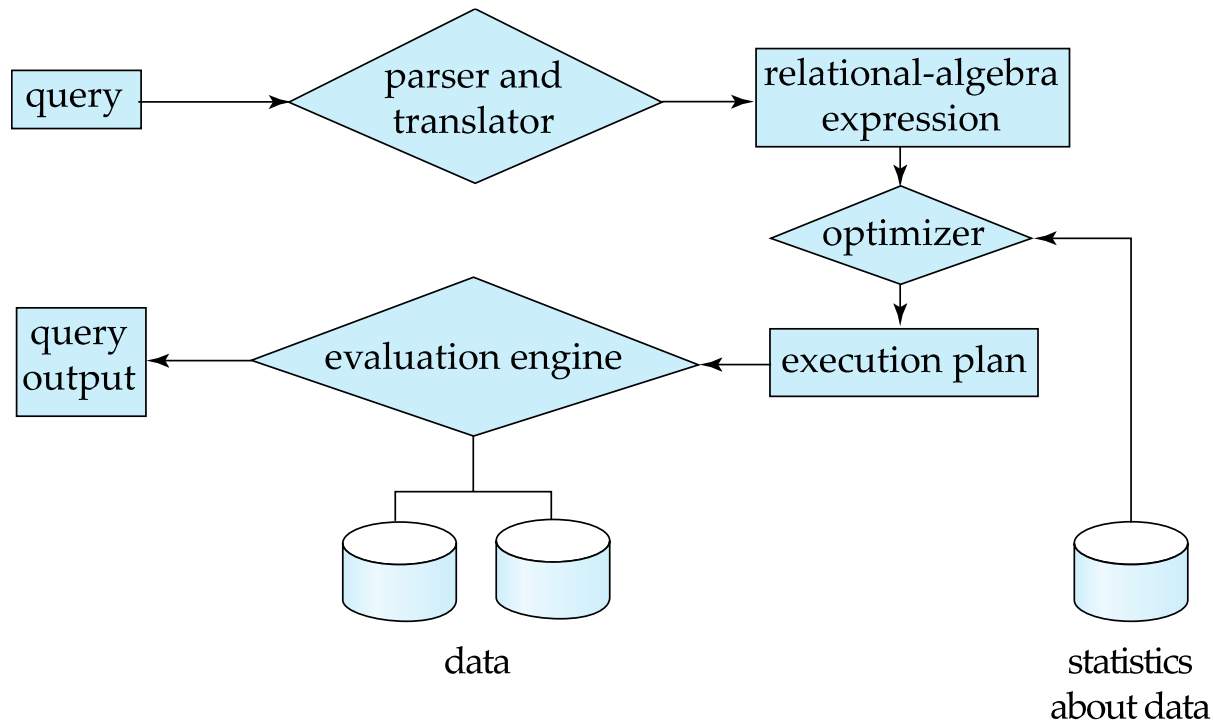 query
parser and
translator
relational-algebra
expression
optimizer
query
output
evaluation engine
execution plan
data
statistics
about data